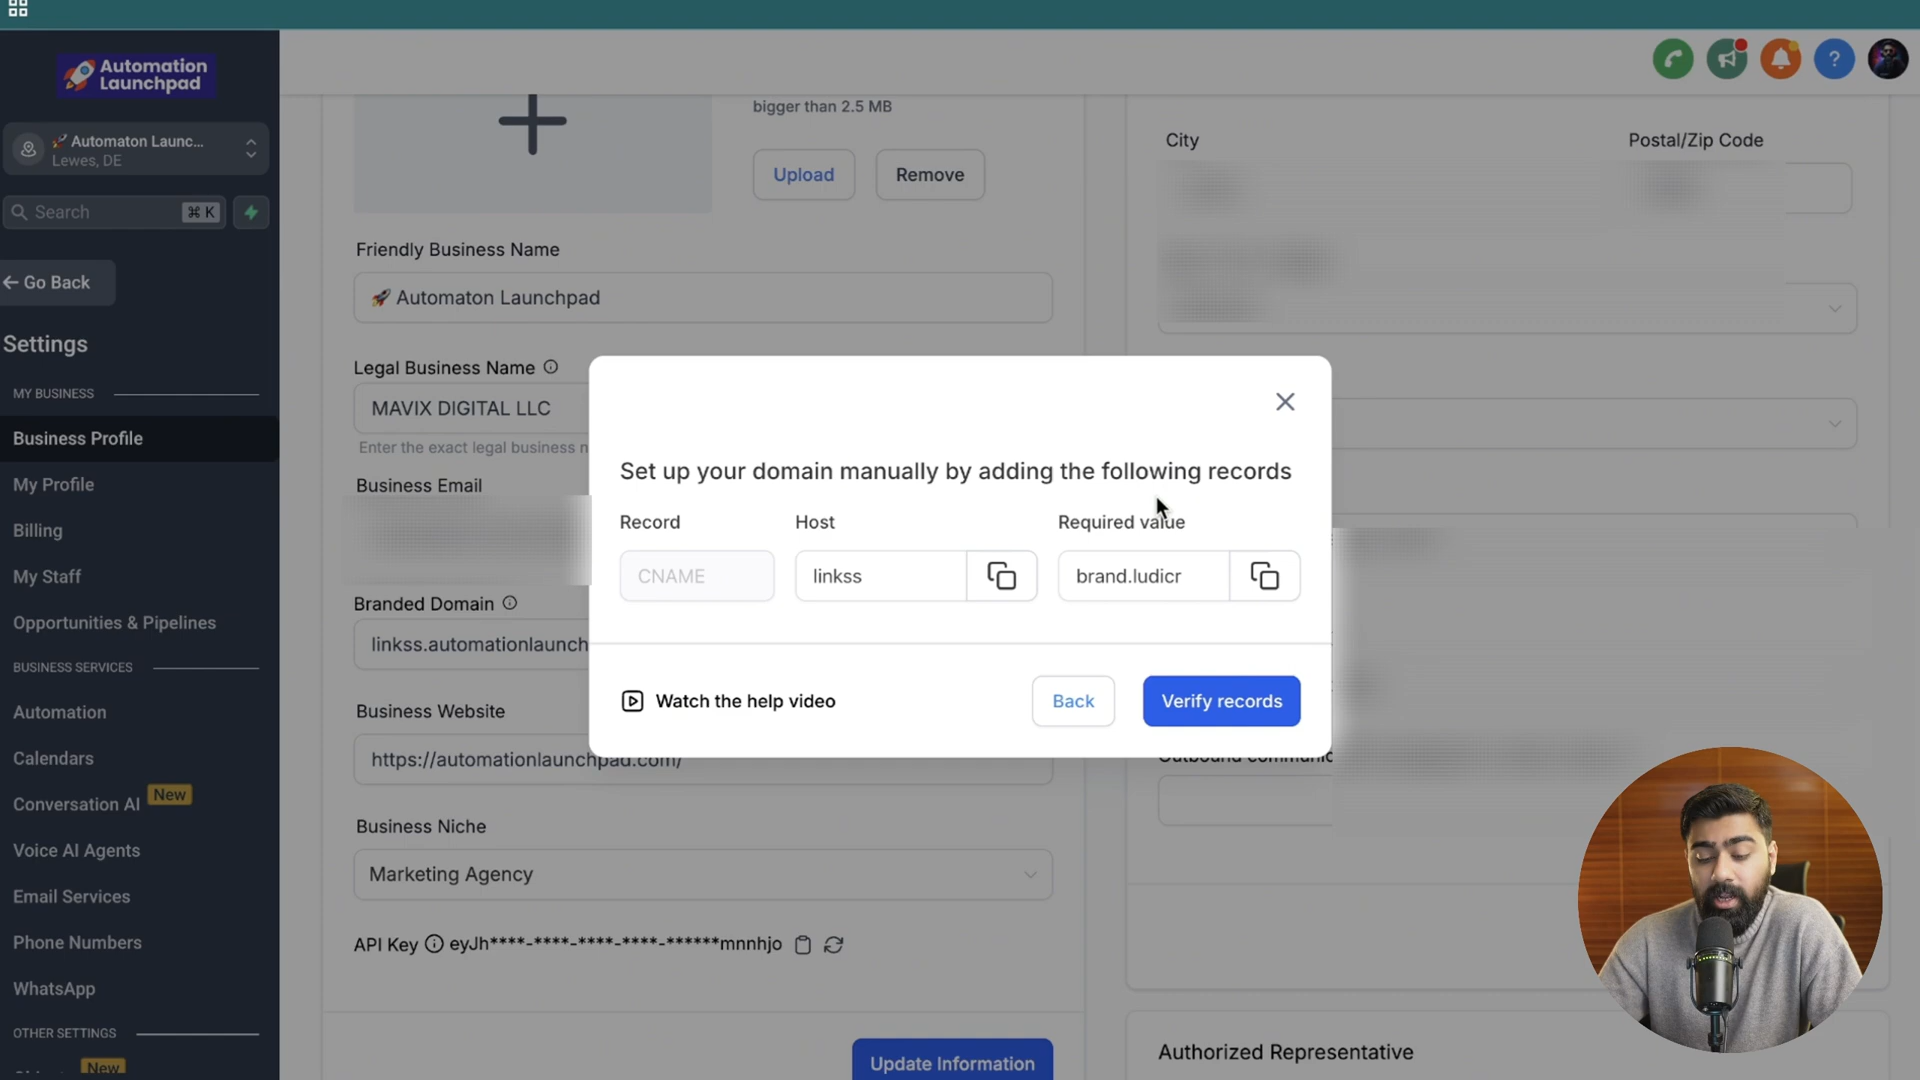 Automation
Launchpad
🚀 Automaton Launc...
Lewes, DE
Search ⌘ K
← Go Back
Settings
MY BUSINESS
Business Profile
My Profile
Billing
My Staff
Opportunities & Pipelines
BUSINESS SERVICES
Automation
Calendars
Conversation AI New
Voice AI Agents
Email Services
Phone Numbers
WhatsApp
OTHER SETTINGS
New
bigger than 2.5 MB
Upload Remove
Friendly Business Name
🚀 Automaton Launchpad
Legal Business Name
MAVIX DIGITAL LLC
Enter the exact legal business n
Business Email
Branded Domain
linkss.automationlaunch
Business Website
https://automationlaunchpad.com/
Business Niche
Marketing Agency
API Key eyJh****-****-****-****-******mnnhjo
Update Information
Set up your domain manually by adding the following records
Record Host Required value
CNAME linkss brand.ludicr
Watch the help video
Back Verify records
?
City Postal/Zip Code
Outbound communic
Authorized Representative